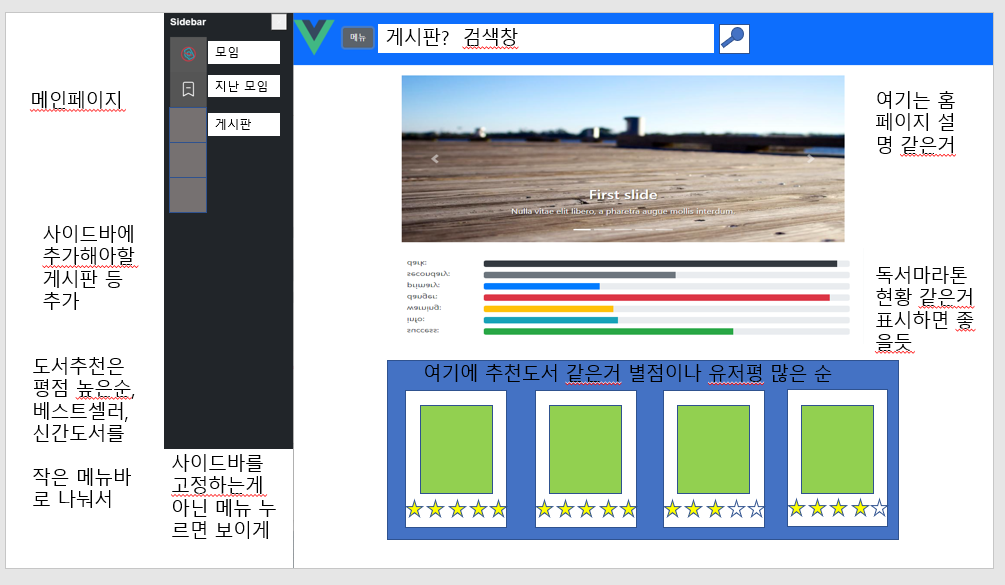 Sidebar
메뉴
게시판? 검색창
모임
지난 모임
게시판
메인페이지
여기는 홈
페이지 설
명 같은거
First slide
Nulla vitae elit libero, a pharetra augue mollis interdum.
사이드바에
추가해아할
게시판 등
추가
dark:
secondary:
primary:
danger:
warning:
info:
success:
독서마라톤
현황 같은거
표시하면 좋
을듯
도서추천은
평점 높은순,
베스트셀러,
신간도서를
작은 메뉴바
로 나눠서
여기에 추천도서 같은거 별점이나 유저평 많은 순
사이드바를
고정하는게
아닌 메뉴 누
르면 보이게